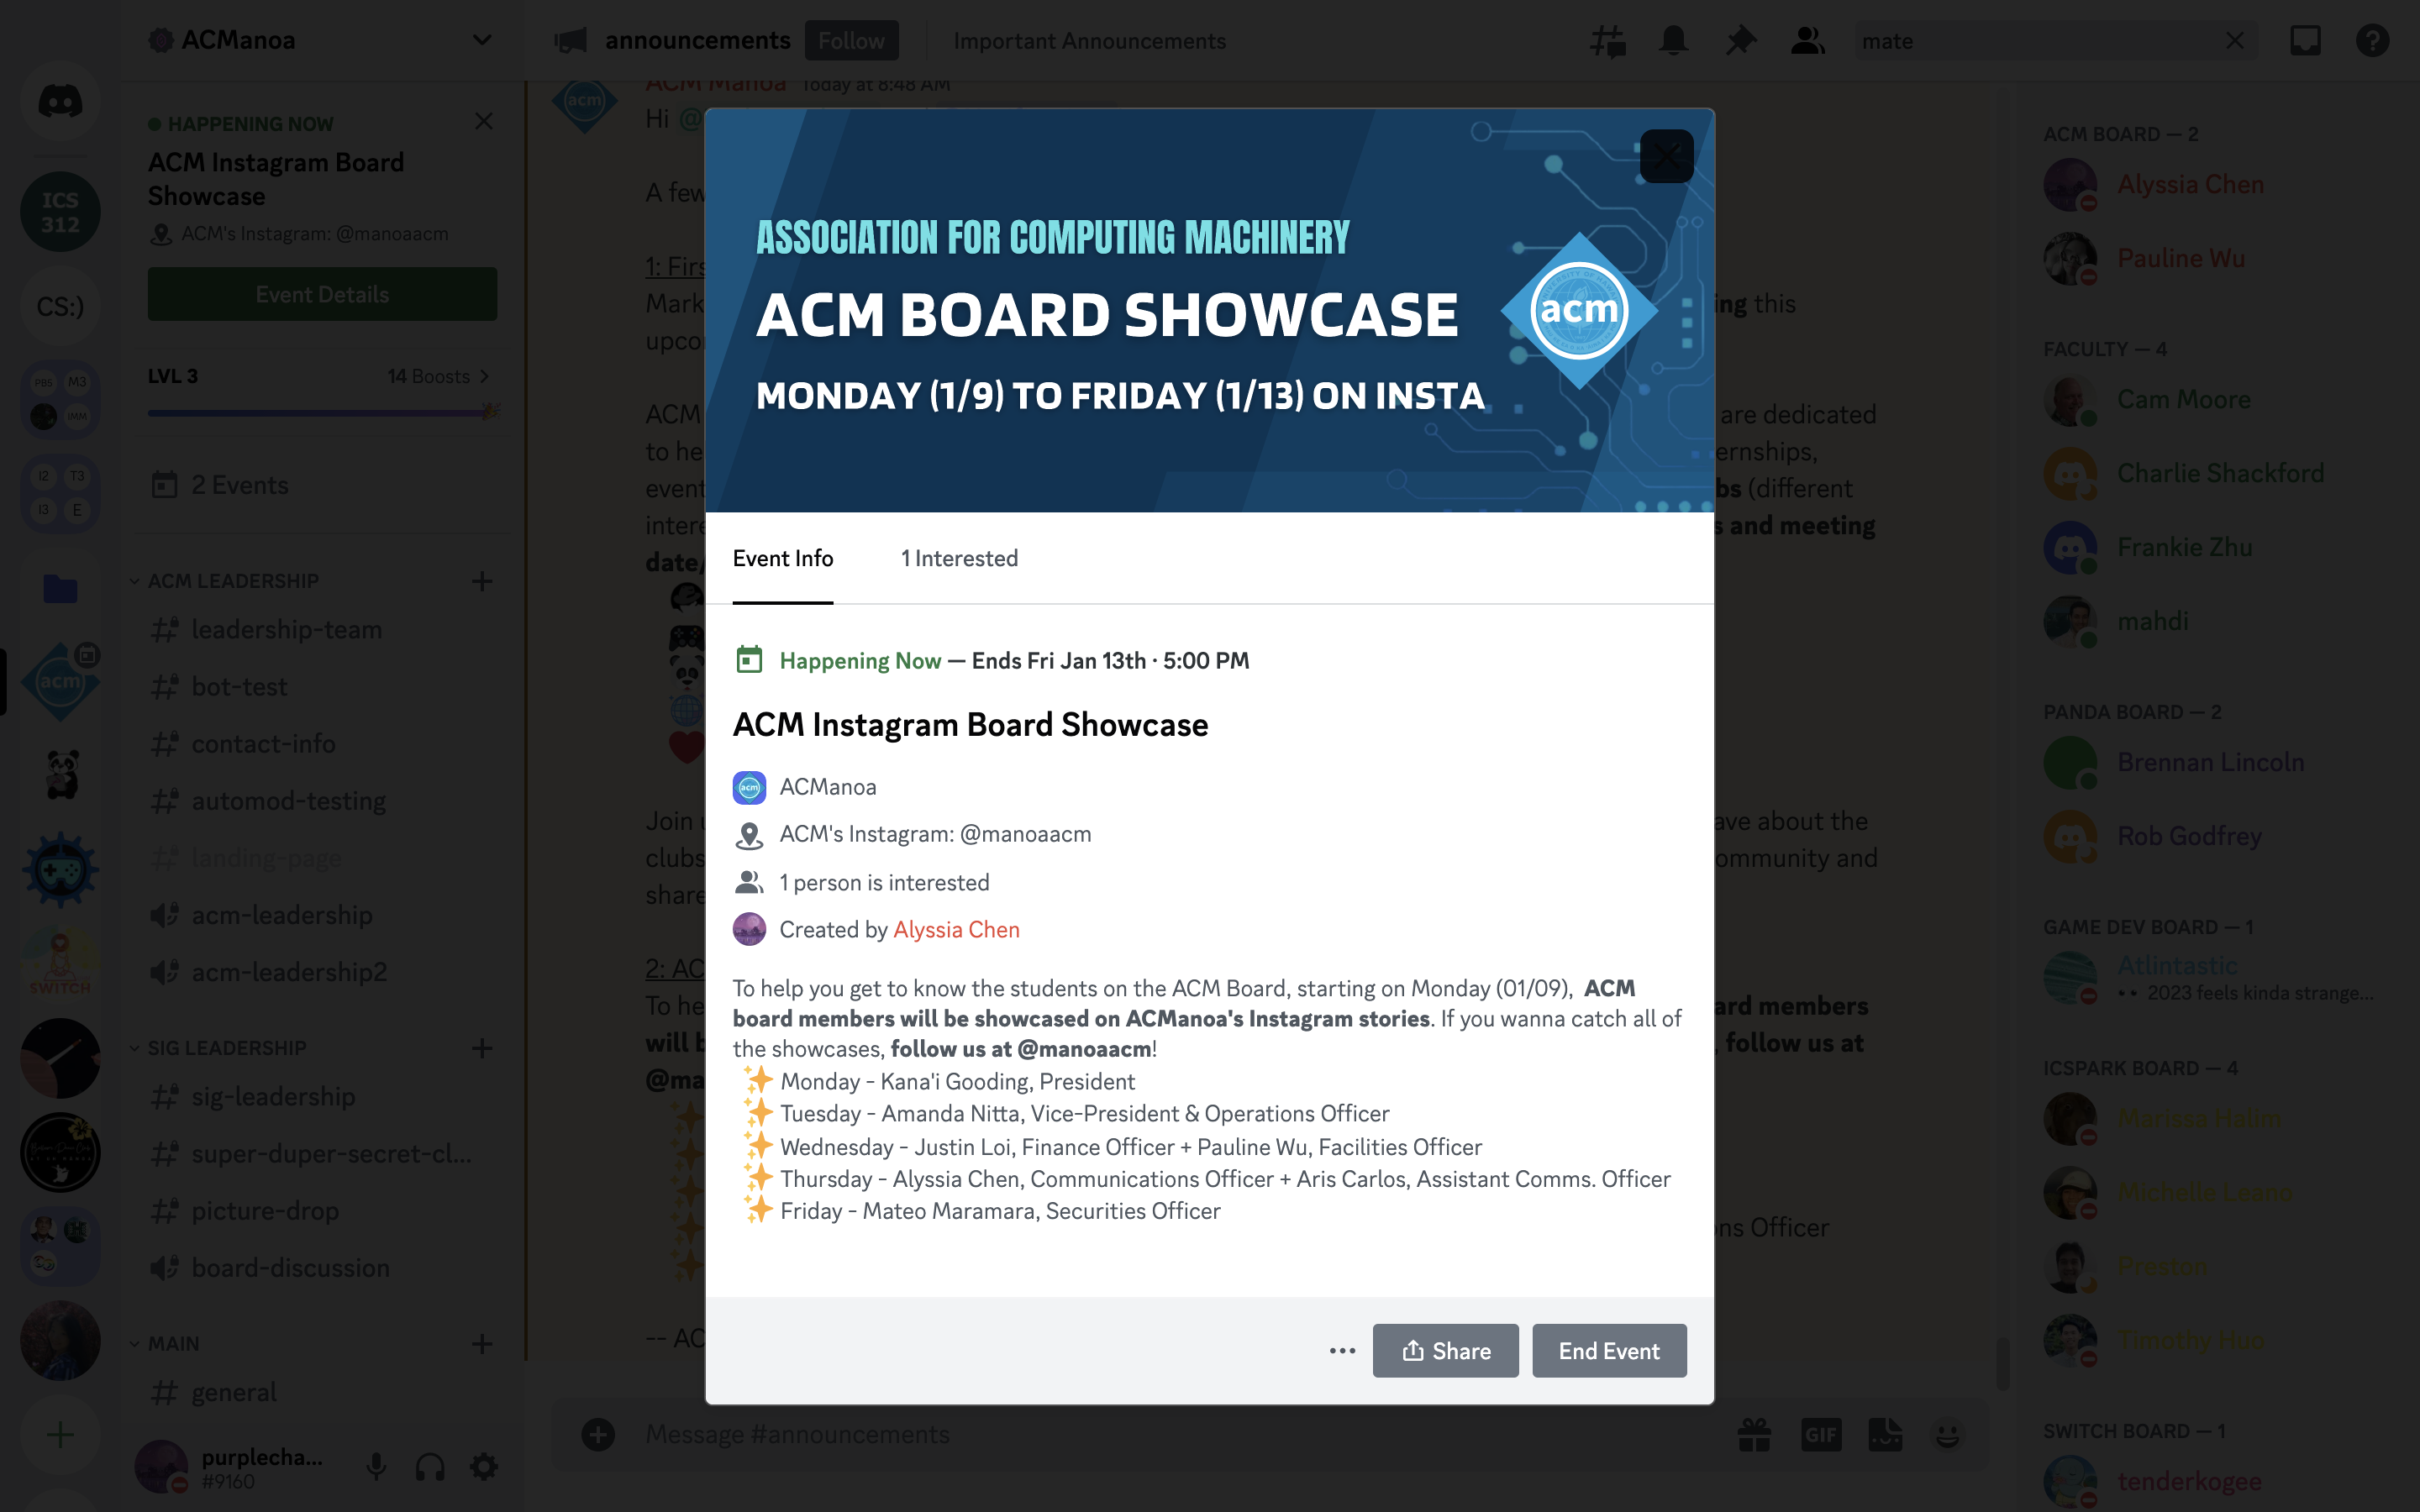 ACManoa
announcements
Follow
Important Announcements
mate
HAPPENING NOW
ACM Instagram Board
Showcase
ACM's Instagram: @manoaacm
Event Details
LVL 3
14 Boosts
2 Events
ACM LEADERSHIP
leadership-team
bot-test
contact-info
automod-testing
landing-page
acm-leadership
acm-leadership2
SIG LEADERSHIP
sig-leadership
super-duper-secret-cl...
picture-drop
board-discussion
MAIN
general
purplecha...
#9160
ICS
312
CS:)
PBS
M3
IMM
I2
T3
I3
E
acm
SWITCH
acm
ACM Manoa Today at 8:48 AM
Hi @
A few
1: Firs
Mark
ing this
upco
ACM
are dedicated
to he
ernships,
event
bs (different
inter
s and meeting
date/
Join u
ave about the
clubs
ommunity and
share
2: AC
To he
ard members
will b
, follow us at
@ma
ns Officer
-- AC
Message #announcements
GIF
ASSOCIATION FOR COMPUTING MACHINERY
ACM BOARD SHOWCASE
MONDAY (1/9) TO FRIDAY (1/13) ON INSTA
acm
Event Info
1 Interested
Happening Now — Ends Fri Jan 13th · 5:00 PM
ACM Instagram Board Showcase
acm
ACManoa
ACM's Instagram: @manoaacm
1 person is interested
Created by Alyssia Chen
To help you get to know the students on the ACM Board, starting on Monday (01/09), ACM
board members will be showcased on ACManoa's Instagram stories. If you wanna catch all of
the showcases, follow us at @manoaacm!
✨ Monday - Kana'i Gooding, President
✨ Tuesday - Amanda Nitta, Vice-President & Operations Officer
✨ Wednesday - Justin Loi, Finance Officer + Pauline Wu, Facilities Officer
✨ Thursday - Alyssia Chen, Communications Officer + Aris Carlos, Assistant Comms. Officer
✨ Friday - Mateo Maramara, Securities Officer
Share
End Event
ACM BOARD — 2
Alyssia Chen
Pauline Wu
FACULTY — 4
Cam Moore
Charlie Shackford
Frankie Zhu
mahdi
PANDA BOARD — 2
Brennan Lincoln
Rob Godfrey
GAME DEV BOARD — 1
Atlintastic
2023 feels kinda strange...
ICSPARK BOARD — 4
Marissa Halim
Michelle Leano
Preston
Timothy Huo
SWITCH BOARD — 1
tenderkogee